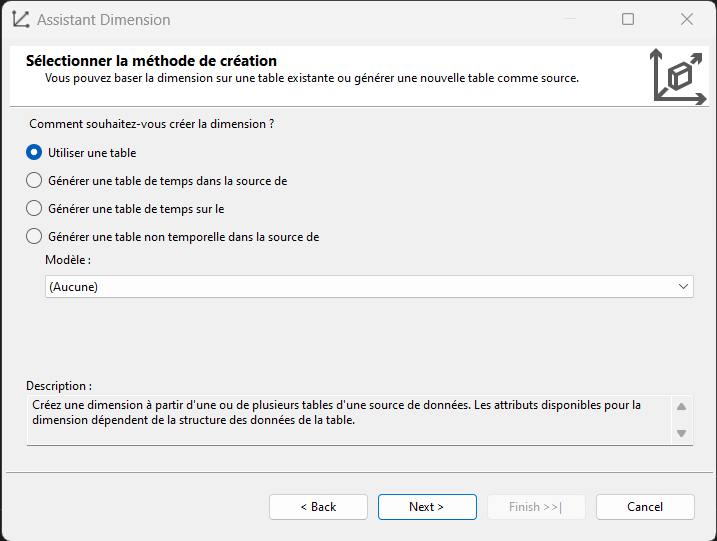 Assistant Dimension
Sélectionner la méthode de création
Vous pouvez baser la dimension sur une table existante ou générer une nouvelle table comme source.
Comment souhaitez-vous créer la dimension ?
Utiliser une table
Générer une table de temps dans la source de
Générer une table de temps sur le
Générer une table non temporelle dans la source de
Modèle :
(Aucune)
Description :
Créez une dimension à partir d'une ou de plusieurs tables d'une source de données. Les attributs disponibles pour la
dimension dépendent de la structure des données de la table.
< Back
Next >
Finish >>|
Cancel